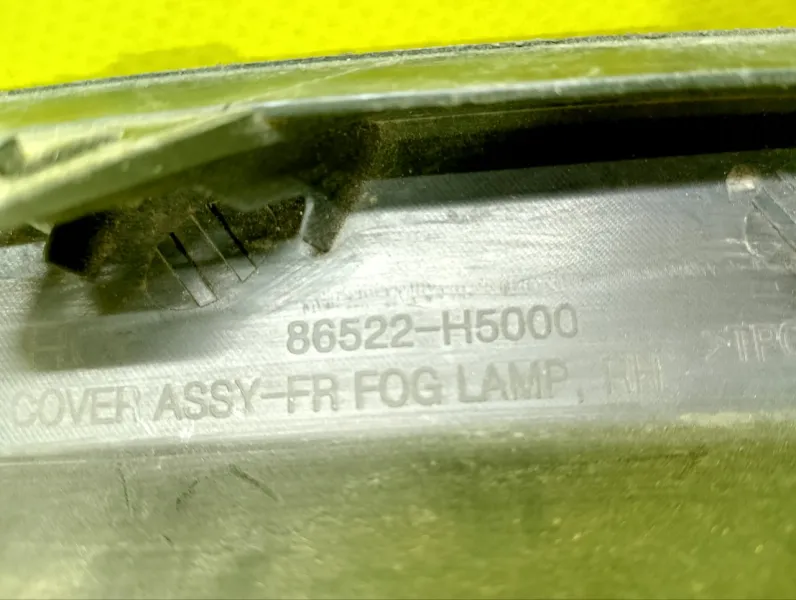 86522-H5000
COVER ASSY-FR FOG LAMP, RH